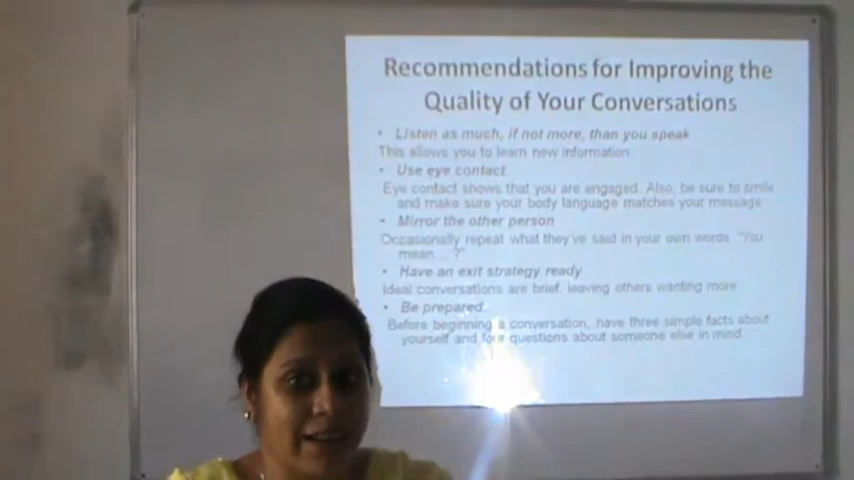 Recommendations for Improving the
Quality of Your Conversations
• Listen as much, if not more, than you speak
This allows you to learn new information
• Use eye contact
Eye contact shows that you are engaged. Also, be sure to smile
and make sure your body language matches your message
• Mirror the other person
Occasionally repeat what they've said in your own words. "You
mean....?"
• Have an exit strategy ready
Ideal conversations are brief, leaving others wanting more
• Be prepared.
Before beginning a conversation, have three simple facts about
yourself and four questions about someone else in mind.